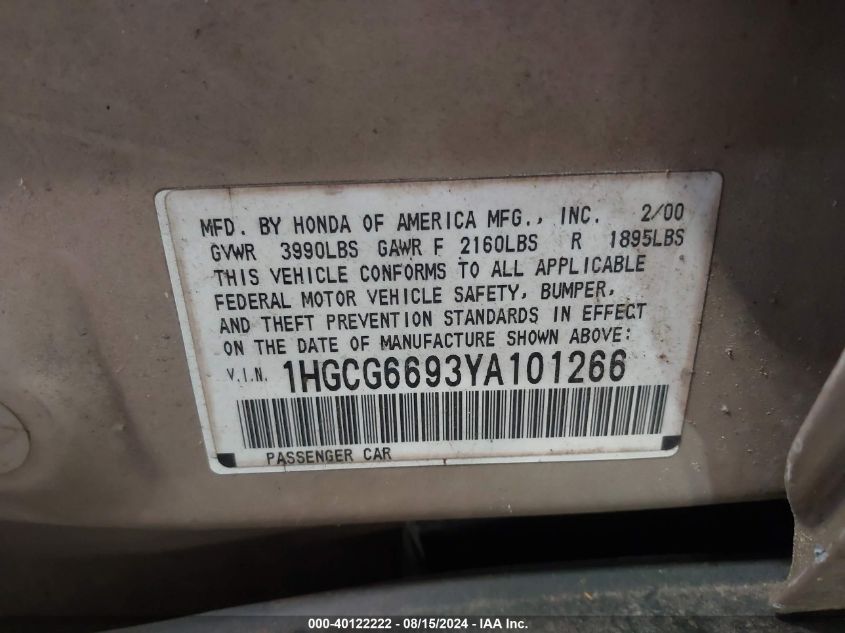 MFD. BY HONDA OF AMERICA MFG., INC. 2/00
GVWR 3990LBS GAWR F 2160LBS R 1895LBS
THIS VEHICLE CONFORMS TO ALL APPLICABLE
FEDERAL MOTOR VEHICLE SAFETY, BUMPER,
AND THEFT PREVENTION STANDARDS IN EFFECT
ON THE DATE OF MANUFACTURE SHOWN ABOVE:
V.I.N. 1HGCG6693YA101266
PASSENGER CAR
000-40122222 - 08/15/2024 - IAA Inc.